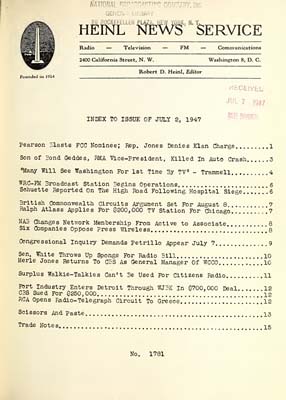 NATIONAL BROADCASTING COMPANY, INC.
GENERAL LIBRARY
30 ROCKEFELLER PLAZA, NEW YORK, N. Y.
HEINL NEWS SERVICE
Radio — Television — FM — Communications
2400 California Street, N. W. Washington 8, D. C.
Robert D. Heinl, Editor
Founded in 1924
RECEIVED
JUL 7 1947
INDEX TO ISSUE OF JULY 2, 1947
Pearson Blasts FCC Nominee; Rep. Jones Denies Klan Charge.........1
Son of Bond Geddes, RMA Vice-President, Killed In Auto Crash.....3
"Many Will See Washington For 1st Time By TV" - Trammell.........4
WRC-FM Broadcast Station Begins Operations.......................6
Schuette Reported On The High Road Following Hospital Siege......6
British Commonwealth Circuits Argument Set For August 8..........7
Ralph Atlass Applies For $200,000 TV Station For Chicago.........7
NAB Changes Network Membership From Active to Associate..........8
Six Companies Oppose Press Wireless..............................8
Congressional Inquiry Demands Petrillo Appear July 7.............9
Sen. Waite Throws Up Sponge For Radio Bill......................10
Merle Jones Returns To CBS As General Manager Of WCCO...........10
Surplus Walkie-Talkies Can't Be Used For Citizens Radio.........11
Fort Industry Enters Detroit Through WJBK In $700,000 Deal......12
CBS Sued For $250,000...........................................12
RCA Opens Radio-Telegraph Circuit To Greece.....................12
Scissors And Paste..............................................13
Trade Notes.....................................................15
No. 1781